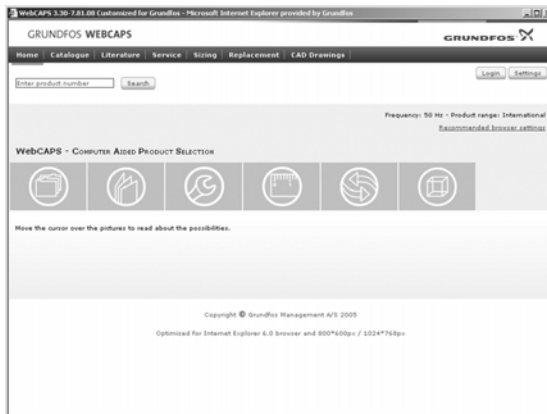 WebCAPS 3.30-7.01.08 Customized for Grundfos - Microsoft Internet Explorer provided by Grundfos
GRUNDFOS WEBCAPS
GRUNDFOS
Home Catalogue Literature Service Sizing Replacement CAD Drawings
Login Settings
Enter product number Search
Frequency: 50 Hz - Product range: International
Recommended browser settings
WebCAPS - Computer Aided Product Selection
Move the cursor over the pictures to read about the possibilities.
Copyright © Grundfos Management A/S 2005
Optimized for Internet Explorer 6.0 browser and 800*600px / 1024*768px